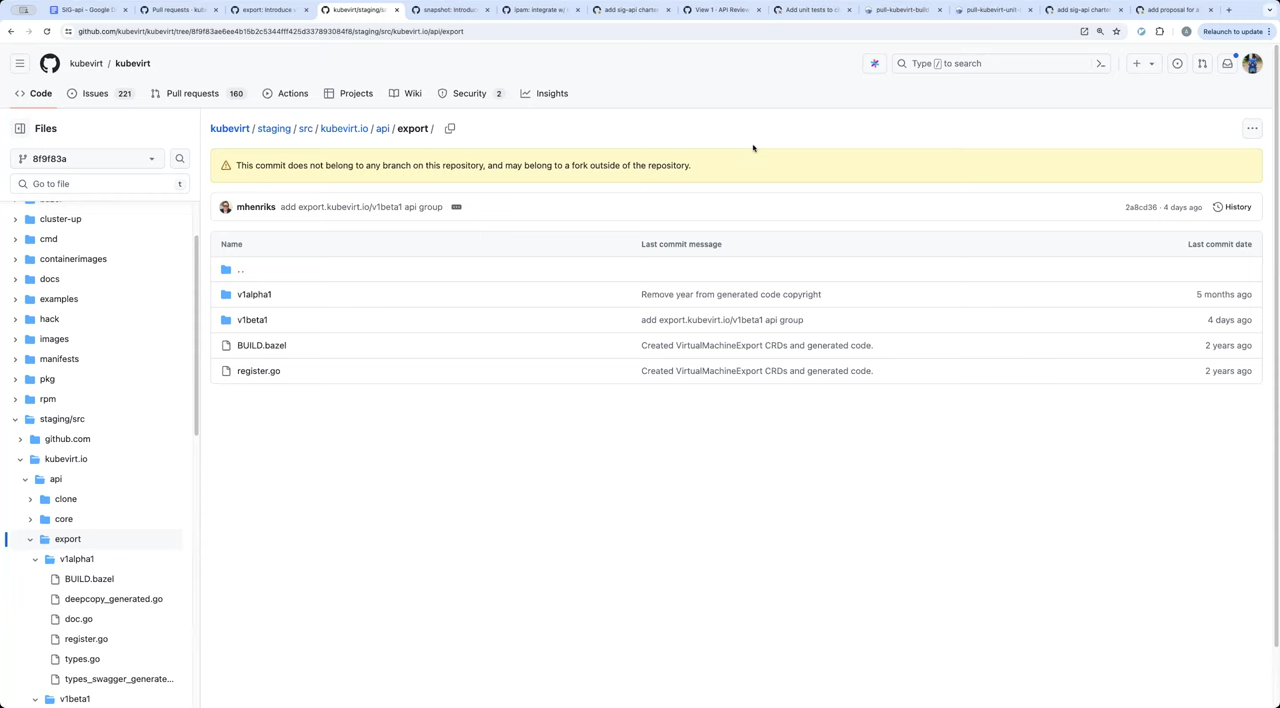 SIG-api - Google D
Pull requests · kube
export: Introduce v
kubevirt/staging/s
snapshot: Introduc
ipam: integrate w/
add sig-api charte
View 1 · API Review
Add unit tests to c
pull-kubevirt-build
pull-kubevirt-unit-
add sig-api charte
add proposal for a
github.com/kubevirt/kubevirt/tree/8f9f83ae6ee4b15b2c5344fff425d337893084f8/staging/src/kubevirt.io/api/export
Relaunch to update
kubevirt / kubevirt
Type / to search
Code
Issues 221
Pull requests 160
Actions
Projects
Wiki
Security 2
Insights
Files
kubevirt / staging / src / kubevirt.io / api / export /
8f9f83a
This commit does not belong to any branch on this repository, and may belong to a fork outside of the repository.
Go to file t
mhenriks add export.kubevirt.io/v1beta1 api group
2a8cd36 · 4 days ago
History
Name Last commit message Last commit date
. .
v1alpha1 Remove year from generated code copyright 5 months ago
v1beta1 add export.kubevirt.io/v1beta1 api group 4 days ago
BUILD.bazel Created VirtualMachineExport CRDs and generated code. 2 years ago
register.go Created VirtualMachineExport CRDs and generated code. 2 years ago
cluster-up
cmd
containerimages
docs
examples
hack
images
manifests
pkg
rpm
staging/src
github.com
kubevirt.io
api
clone
core
export
v1alpha1
BUILD.bazel
deepcopy_generated.go
doc.go
register.go
types.go
types_swagger_generate...
v1beta1